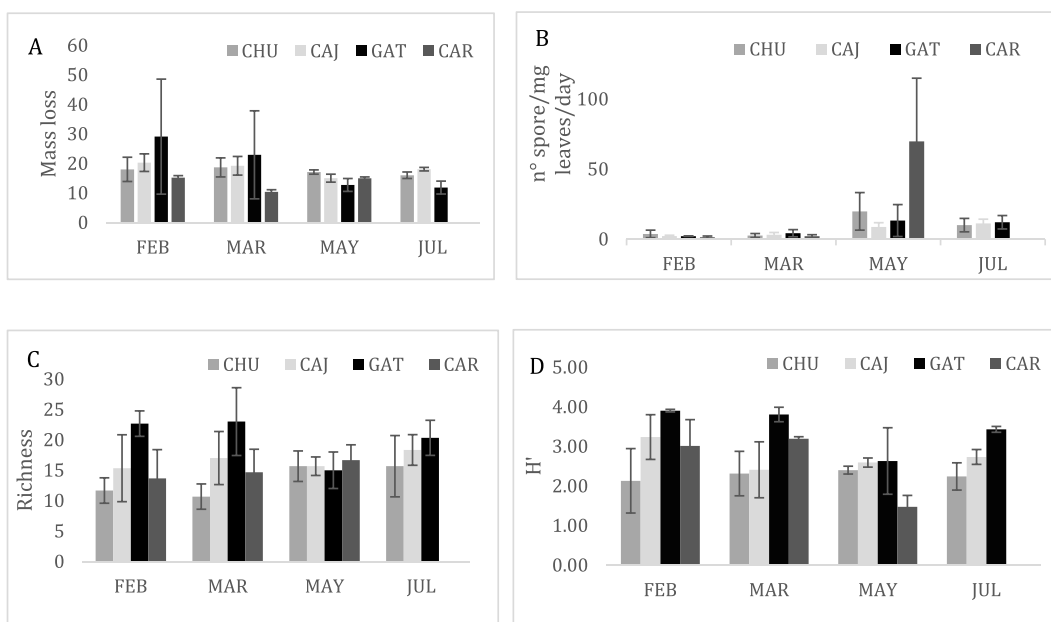 A
CHU CAJ GAT CAR
Mass loss
60
50
40
30
20
10
0
FEB MAR MAY JUL
B
CHU CAJ GAT CAR
n° spore/mg
leaves/day
100
50
0
FEB MAR MAY JUL
C
CHU CAJ GAT CAR
Richness
30
25
20
15
10
5
0
FEB MAR MAY JUL
D
CHU CAJ GAT CAR
H'
5.00
4.00
3.00
2.00
1.00
0.00
FEB MAR MAY JUL